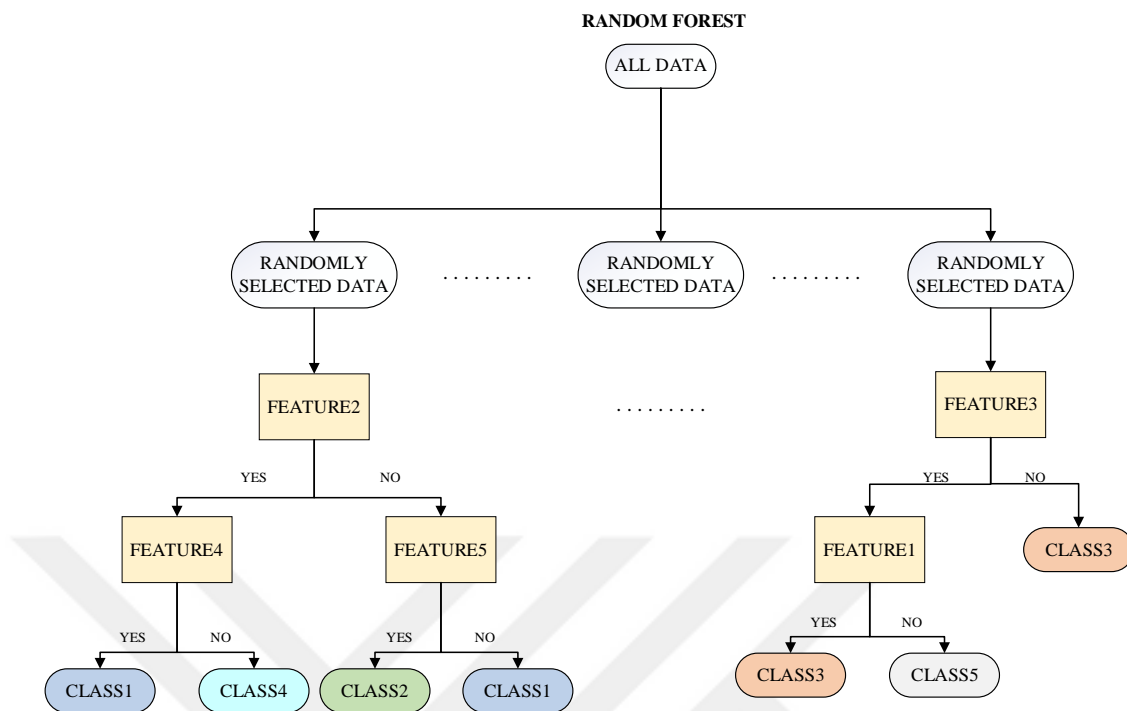 RANDOM FOREST
ALL DATA
RANDOMLY
SELECTED DATA
. . . . . . . . .
RANDOMLY
SELECTED DATA
. . . . . . . . .
RANDOMLY
SELECTED DATA
FEATURE2
. . . . . . . . .
FEATURE3
YES
NO
YES
NO
FEATURE4
FEATURE5
FEATURE1
CLASS3
YES
NO
YES
NO
YES
NO
CLASS1
CLASS4
CLASS2
CLASS1
CLASS3
CLASS5